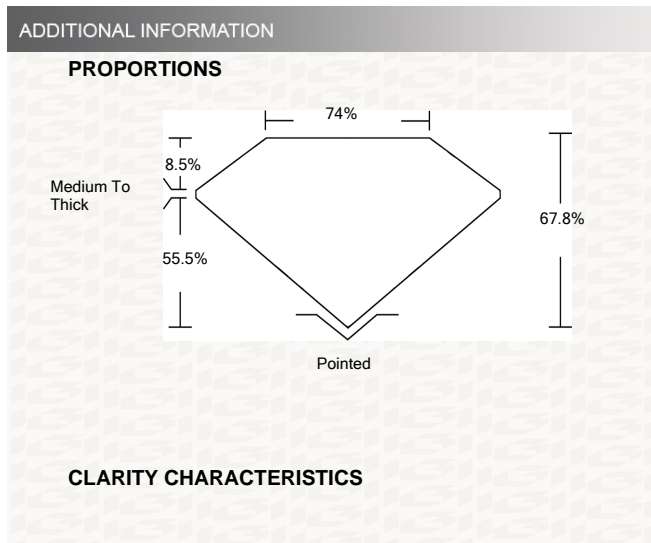 ADDITIONAL INFORMATION
PROPORTIONS
74%
8.5%
Medium To
Thick
67.8%
55.5%
Pointed
CLARITY CHARACTERISTICS